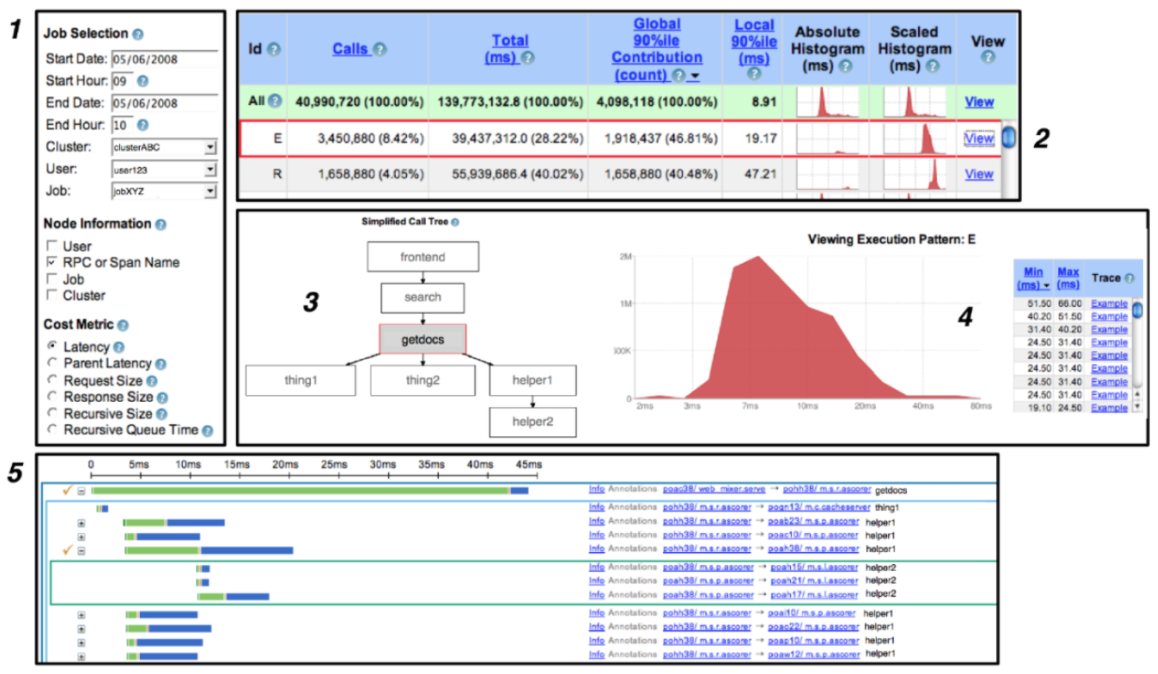 1
Job Selection ?
Start Date: 05/06/2008
Start Hour: 09 ?
End Date: 05/06/2008
End Hour: 10 ?
Cluster: clusterABC
User: user123
Job: jobXYZ
Node Information ?
User
RPC or Span Name
Job
Cluster
Cost Metric ?
Latency ?
Parent Latency ?
Request Size ?
Response Size ?
Recursive Size ?
Recursive Queue Time ?
Id ? Calls ? Total (ms) ? Global 90%ile Contribution (count) ? Local 90%ile (ms) ? Absolute Histogram (ms) ? Scaled Histogram (ms) ? View ?
All ? 40,990,720 (100.00%) 139,773,132.8 (100.00%) 4,098,118 (100.00%) 8.91 View
E 3,450,880 (8.42%) 39,437,312.0 (28.22%) 1,918,437 (46.81%) 19.17 View
R 1,658,880 (4.05%) 55,939,686.4 (40.02%) 1,658,880 (40.48%) 47.21 View
2
Simplified Call Tree ?
frontend
search
getdocs
thing1 thing2 helper1
helper2
3
Viewing Execution Pattern: E
2M
1M
500K
0
2ms 3ms 7ms 10ms 20ms 40ms 80ms
4
Min (ms) Max (ms) Trace ?
51.50 66.00 Example
40.20 51.50 Example
31.40 40.20 Example
24.50 31.40 Example
24.50 31.40 Example
24.50 31.40 Example
24.50 31.40 Example
24.50 31.40 Example
19.10 24.50 Example
5
0 5ms 10ms 15ms 20ms 25ms 30ms 35ms 40ms 45ms
Info Annotations poac38/ web_mixer.serve → pohh38/ m.s.r.ascorer getdocs
Info Annotations pohh38/ m.s.r.ascorer → pogn13/ m.c.cacheserver thing1
Info Annotations pohh38/ m.s.r.ascorer → poab23/ m.s.p.ascorer helper1
Info Annotations pohh38/ m.s.r.ascorer → poac10/ m.s.p.ascorer helper1
Info Annotations pohh38/ m.s.r.ascorer → poah38/ m.s.p.ascorer helper1
Info Annotations poah38/ m.s.p.ascorer → poah15/ m.s.l.ascorer helper2
Info Annotations poah38/ m.s.p.ascorer → poah21/ m.s.l.ascorer helper2
Info Annotations poah38/ m.s.p.ascorer → poah17/ m.s.l.ascorer helper2
Info Annotations pohh38/ m.s.r.ascorer → poai10/ m.s.p.ascorer helper1
Info Annotations pohh38/ m.s.r.ascorer → poac22/ m.s.p.ascorer helper1
Info Annotations pohh38/ m.s.r.ascorer → poap10/ m.s.p.ascorer helper1
Info Annotations pohh38/ m.s.r.ascorer → poaw12/ m.s.p.ascorer helper1